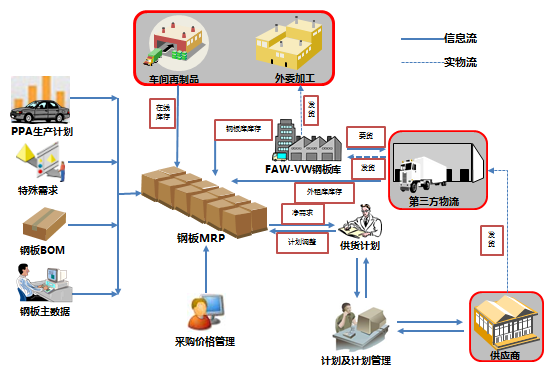 信息流
实物流
车间再制品
外委加工
在线
库存
发
货
钢板库库存
要货
FAW-VW钢板库
发货
PPA生产计划
特殊需求
外租库库存
第三方物流
净需求
钢板MRP
计划调整
供货计划
发
货
钢板BOM
钢板主数据
采购价格管理
计划及计划管理
供应商